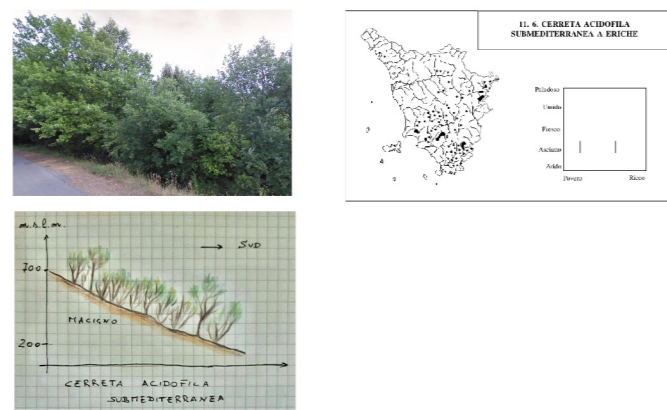 11. 6. CERRETA ACIDOFILA
SUBMEDITERRANEA A ERICHE
Paludoso
Umido
Fresco
Asciutto
Arido
Povero
Ricco
m.s.l.m.
→ SUD
700
MACIGNO
200
CERRETA ACIDOFILA
SUBMEDITERRANEA